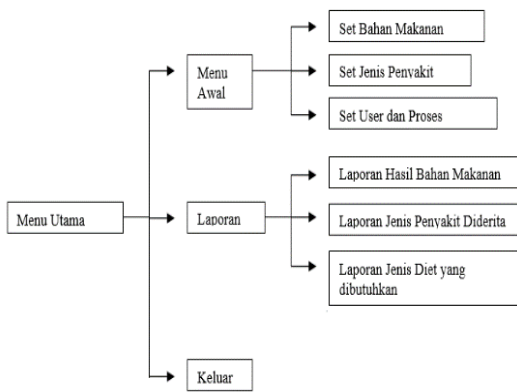 Set Bahan Makanan
Menu
Awal
Set Jenis Penyakit
Set User dan Proses
Laporan Hasil Bahan Makanan
Menu Utama
Laporan
Laporan Jenis Penyakit Diderita
Laporan Jenis Diet yang
dibutuhkan
Keluar